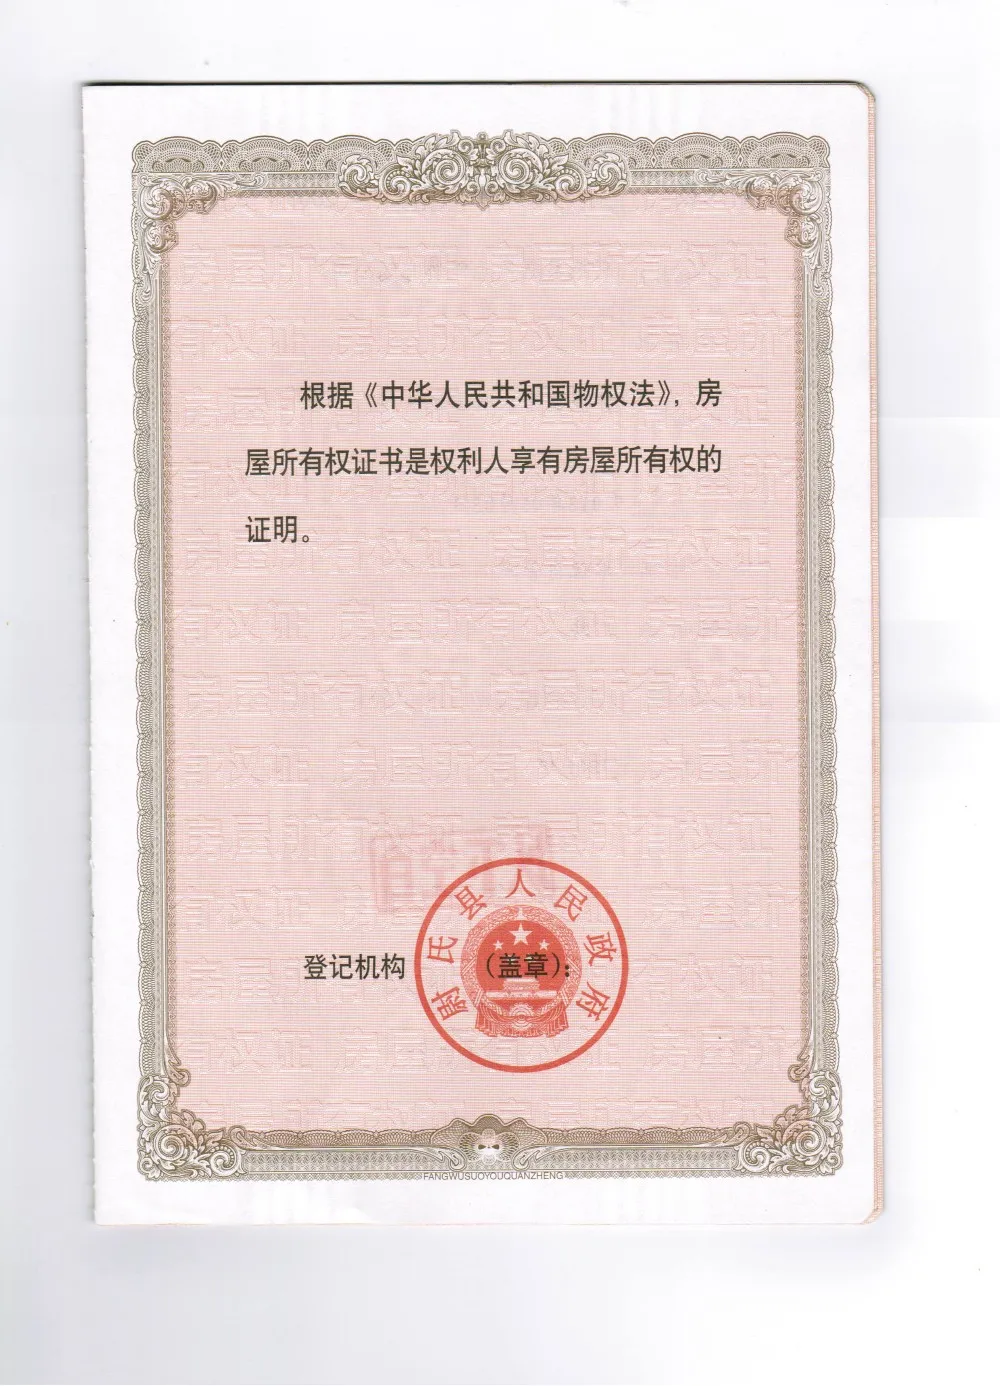 根据《中华人民共和国物权法》，房
屋所有权证书是权利人享有房屋所有权的
证明。
尉氏县人民政府
登记机构 （盖章）：
FANGWUSUOYOUQUANZHENG